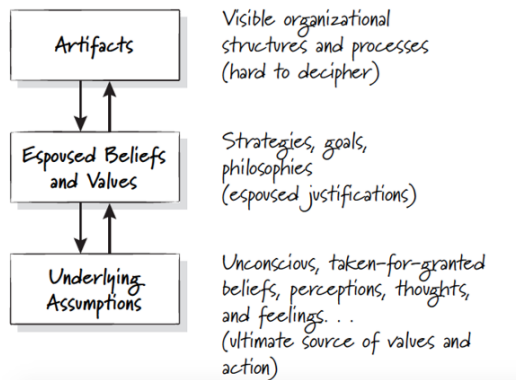 Artifacts
Visible organizational
structures and processes
(hard to decipher)
Espoused Beliefs
and Values
Strategies, goals,
philosophies
(espoused justifications)
Underlying
Assumptions
Unconscious, taken-for-granted
beliefs, perceptions, thoughts,
and feelings. . .
(ultimate source of values and
action)